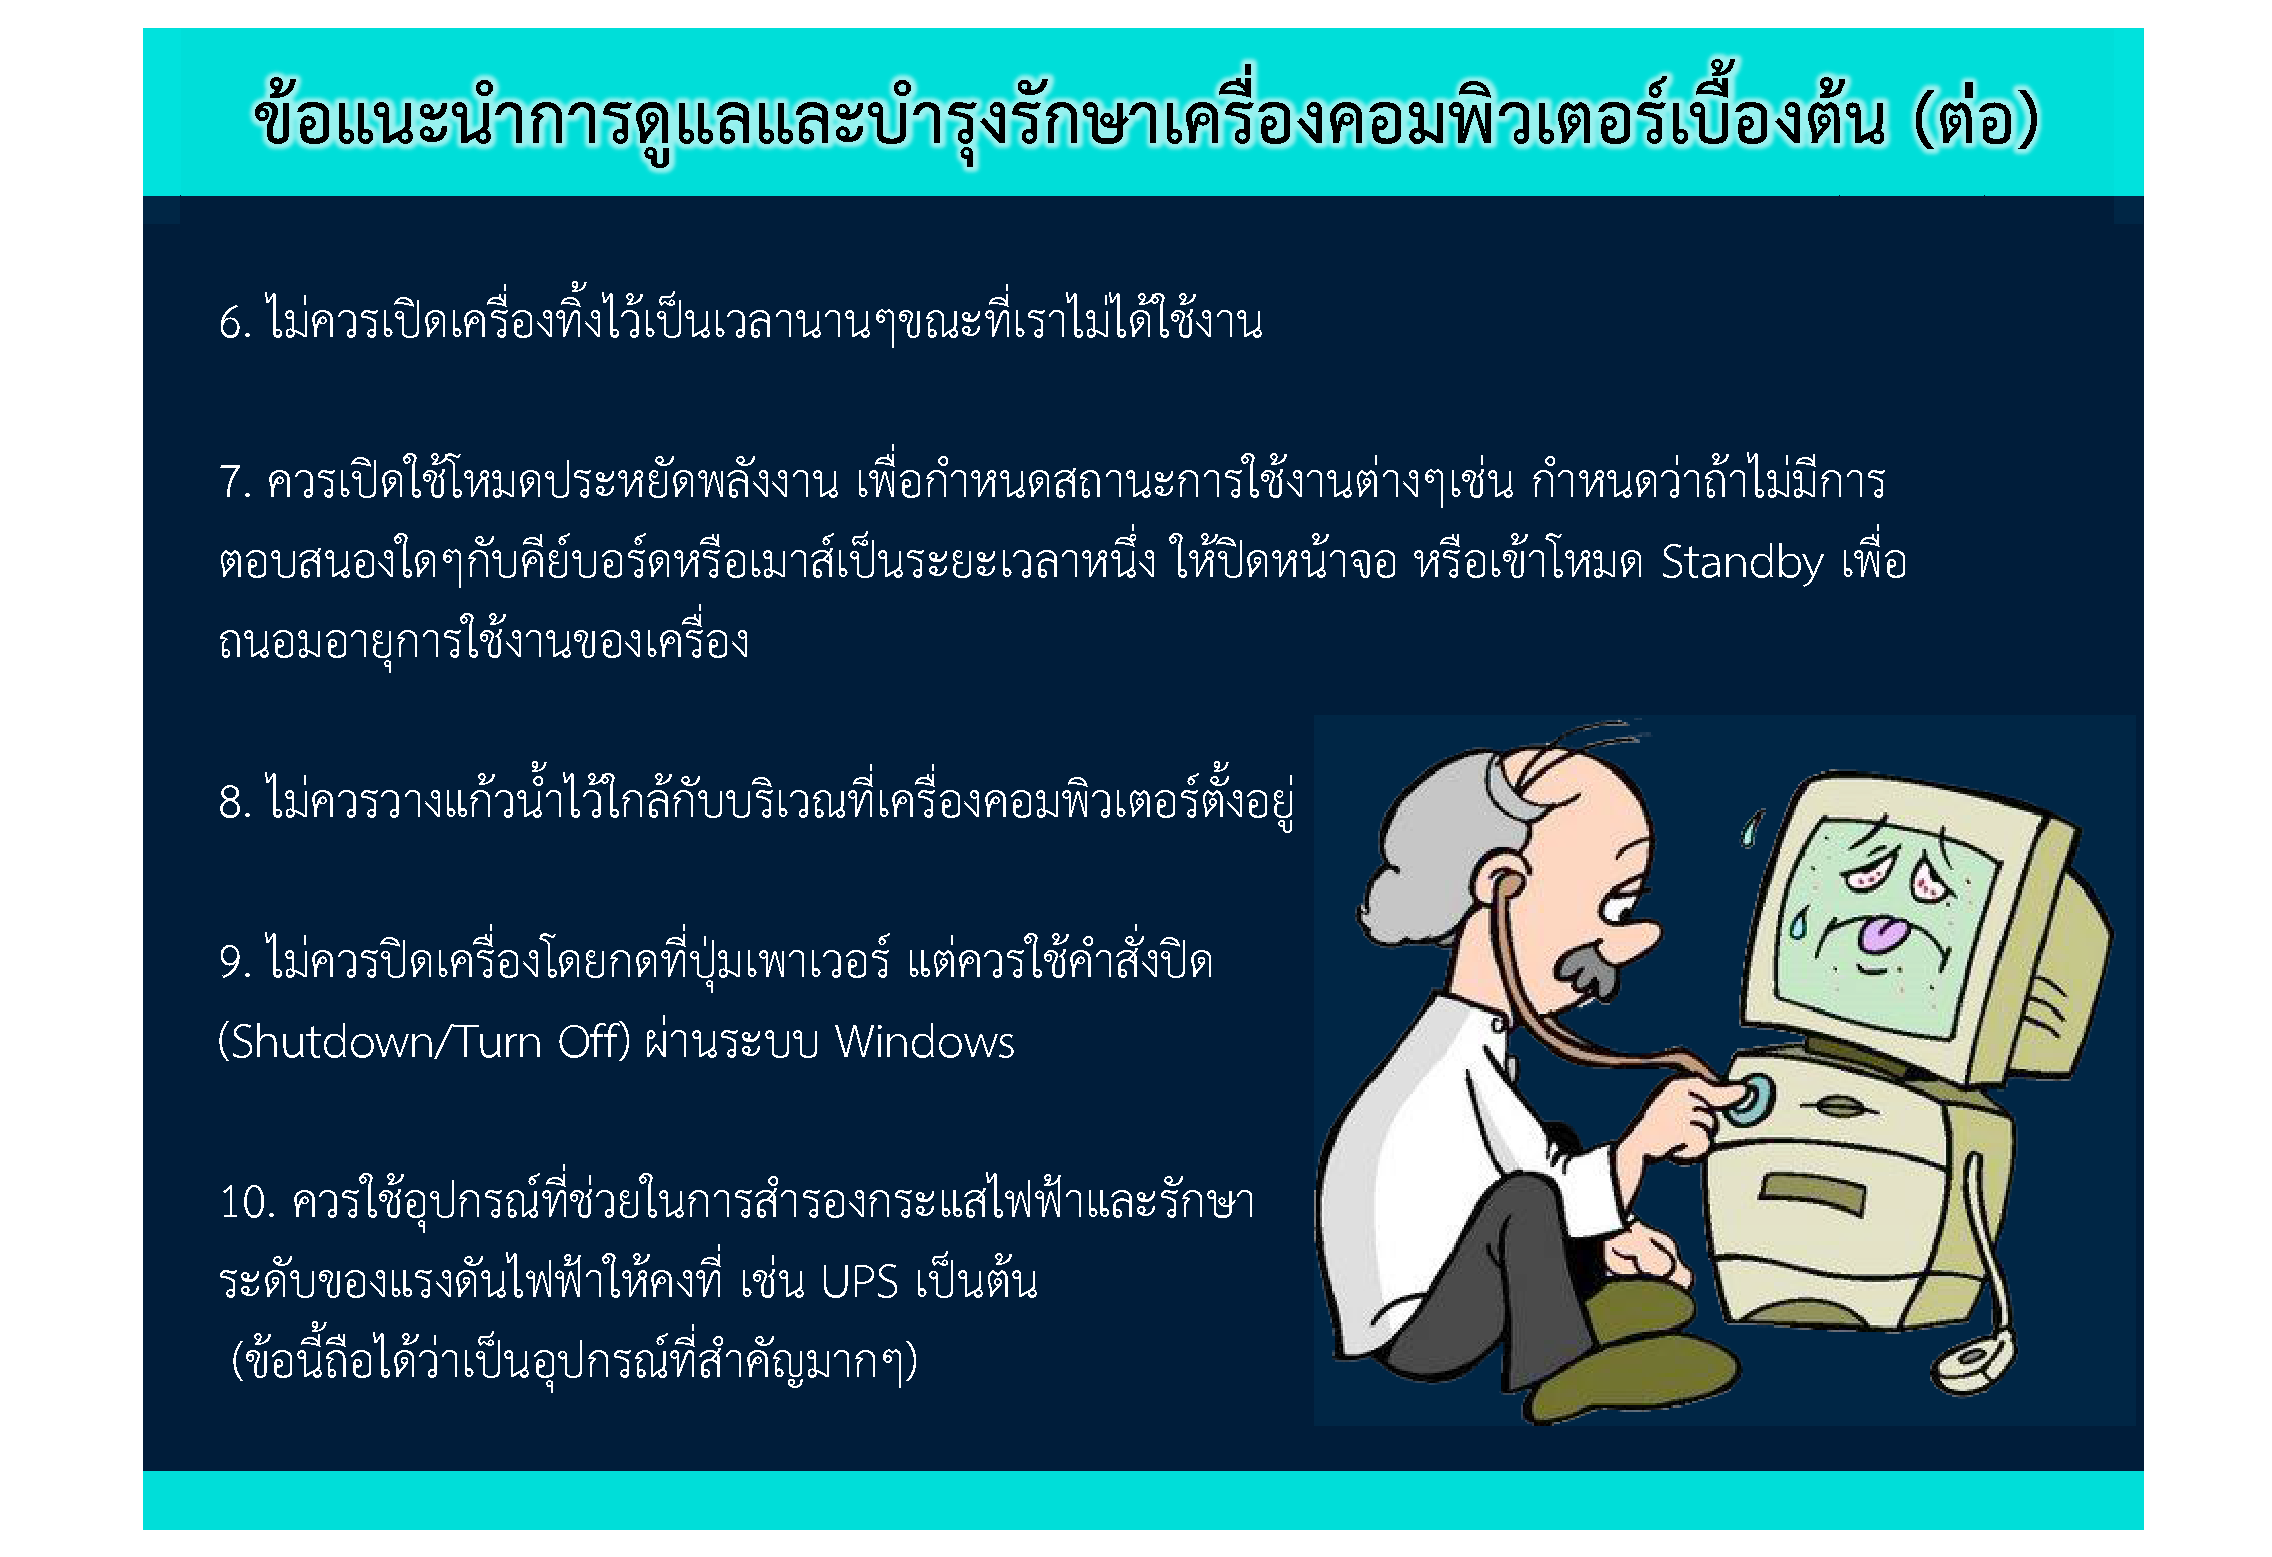 ข้อแนะนำการดูแลและบำรุงรักษาเครื่องคอมพิวเตอร์เบื้องต้น (ต่อ)
6. ไม่ควรเปิดเครื่องทิ้งไว้เป็นเวลานานๆขณะที่เราไม่ได้ใช้งาน
7. ควรเปิดใช้โหมดประหยัดพลังงาน เพื่อกำหนดสถานะการใช้งานต่างๆเช่น กำหนดว่าถ้าไม่มีการ
ตอบสนองใดๆกับคีย์บอร์ดหรือเมาส์เป็นระยะเวลาหนึ่ง ให้ปิดหน้าจอ หรือเข้าโหมด Standby เพื่อ
ถนอมอายุการใช้งานของเครื่อง
8. ไม่ควรวางแก้วน้ำไว้ใกล้กับบริเวณที่เครื่องคอมพิวเตอร์ตั้งอยู่
9. ไม่ควรปิดเครื่องโดยกดที่ปุ่มเพาเวอร์ แต่ควรใช้คำสั่งปิด
(Shutdown/Turn Off) ผ่านระบบ Windows
10. ควรใช้อุปกรณ์ที่ช่วยในการสำรองกระแสไฟฟ้าและรักษา
ระดับของแรงดันไฟฟ้าให้คงที่ เช่น UPS เป็นต้น
(ข้อนี้ถือได้ว่าเป็นอุปกรณ์ที่สำคัญมากๆ)